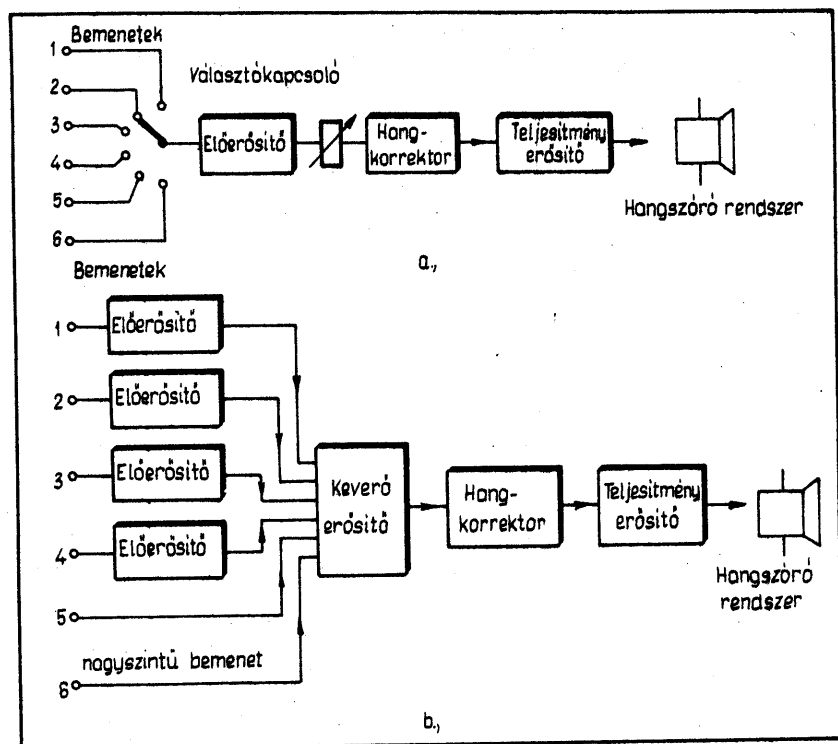 Bemenetek
1
2
3
4
5
6
Választókapcsoló
Előerősítő
Hang-
korrektor
Teljesítmény
erősítő
Hangszóró rendszer
a.,
Bemenetek
1
Előerősítő
2
Előerősítő
3
Előerősítő
4
Előerősítő
5
nagyszintű bemenet
6
Keverő
erősítő
Hang-
korrektor
Teljesítmény
erősítő
Hangszóró
rendszer
b.,